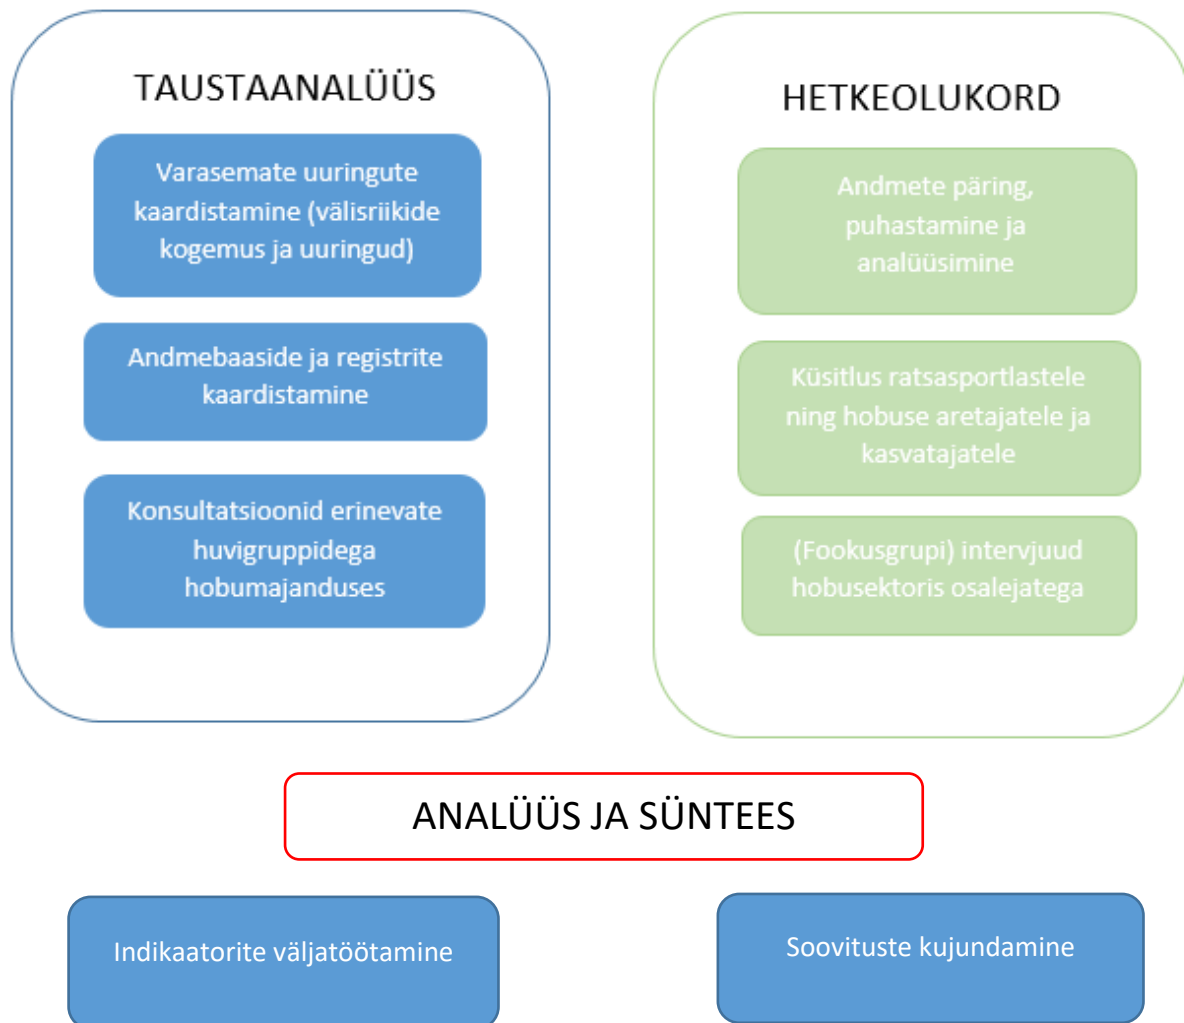 TAUSTAANALÜÜS
Varasemate uuringute
kaardistamine (välisriikide
kogemus ja uuringud)
Andmebaaside ja registrite
kaardistamine
Konsultatsioonid erinevate
huvigruppidega
hobumajanduses
HETKEOLUKORD
Andmete päring,
puhastamine ja
analüüsimine
Küsitlus ratsasportlastele
ning hobuse aretajatele ja
kasvatajatele
(Fookusgrupi) intervjuud
hobusektoris osalejatega
ANALÜÜS JA SÜNTEES
Indikaatorite väljatöötamine
Soovituste kujundamine